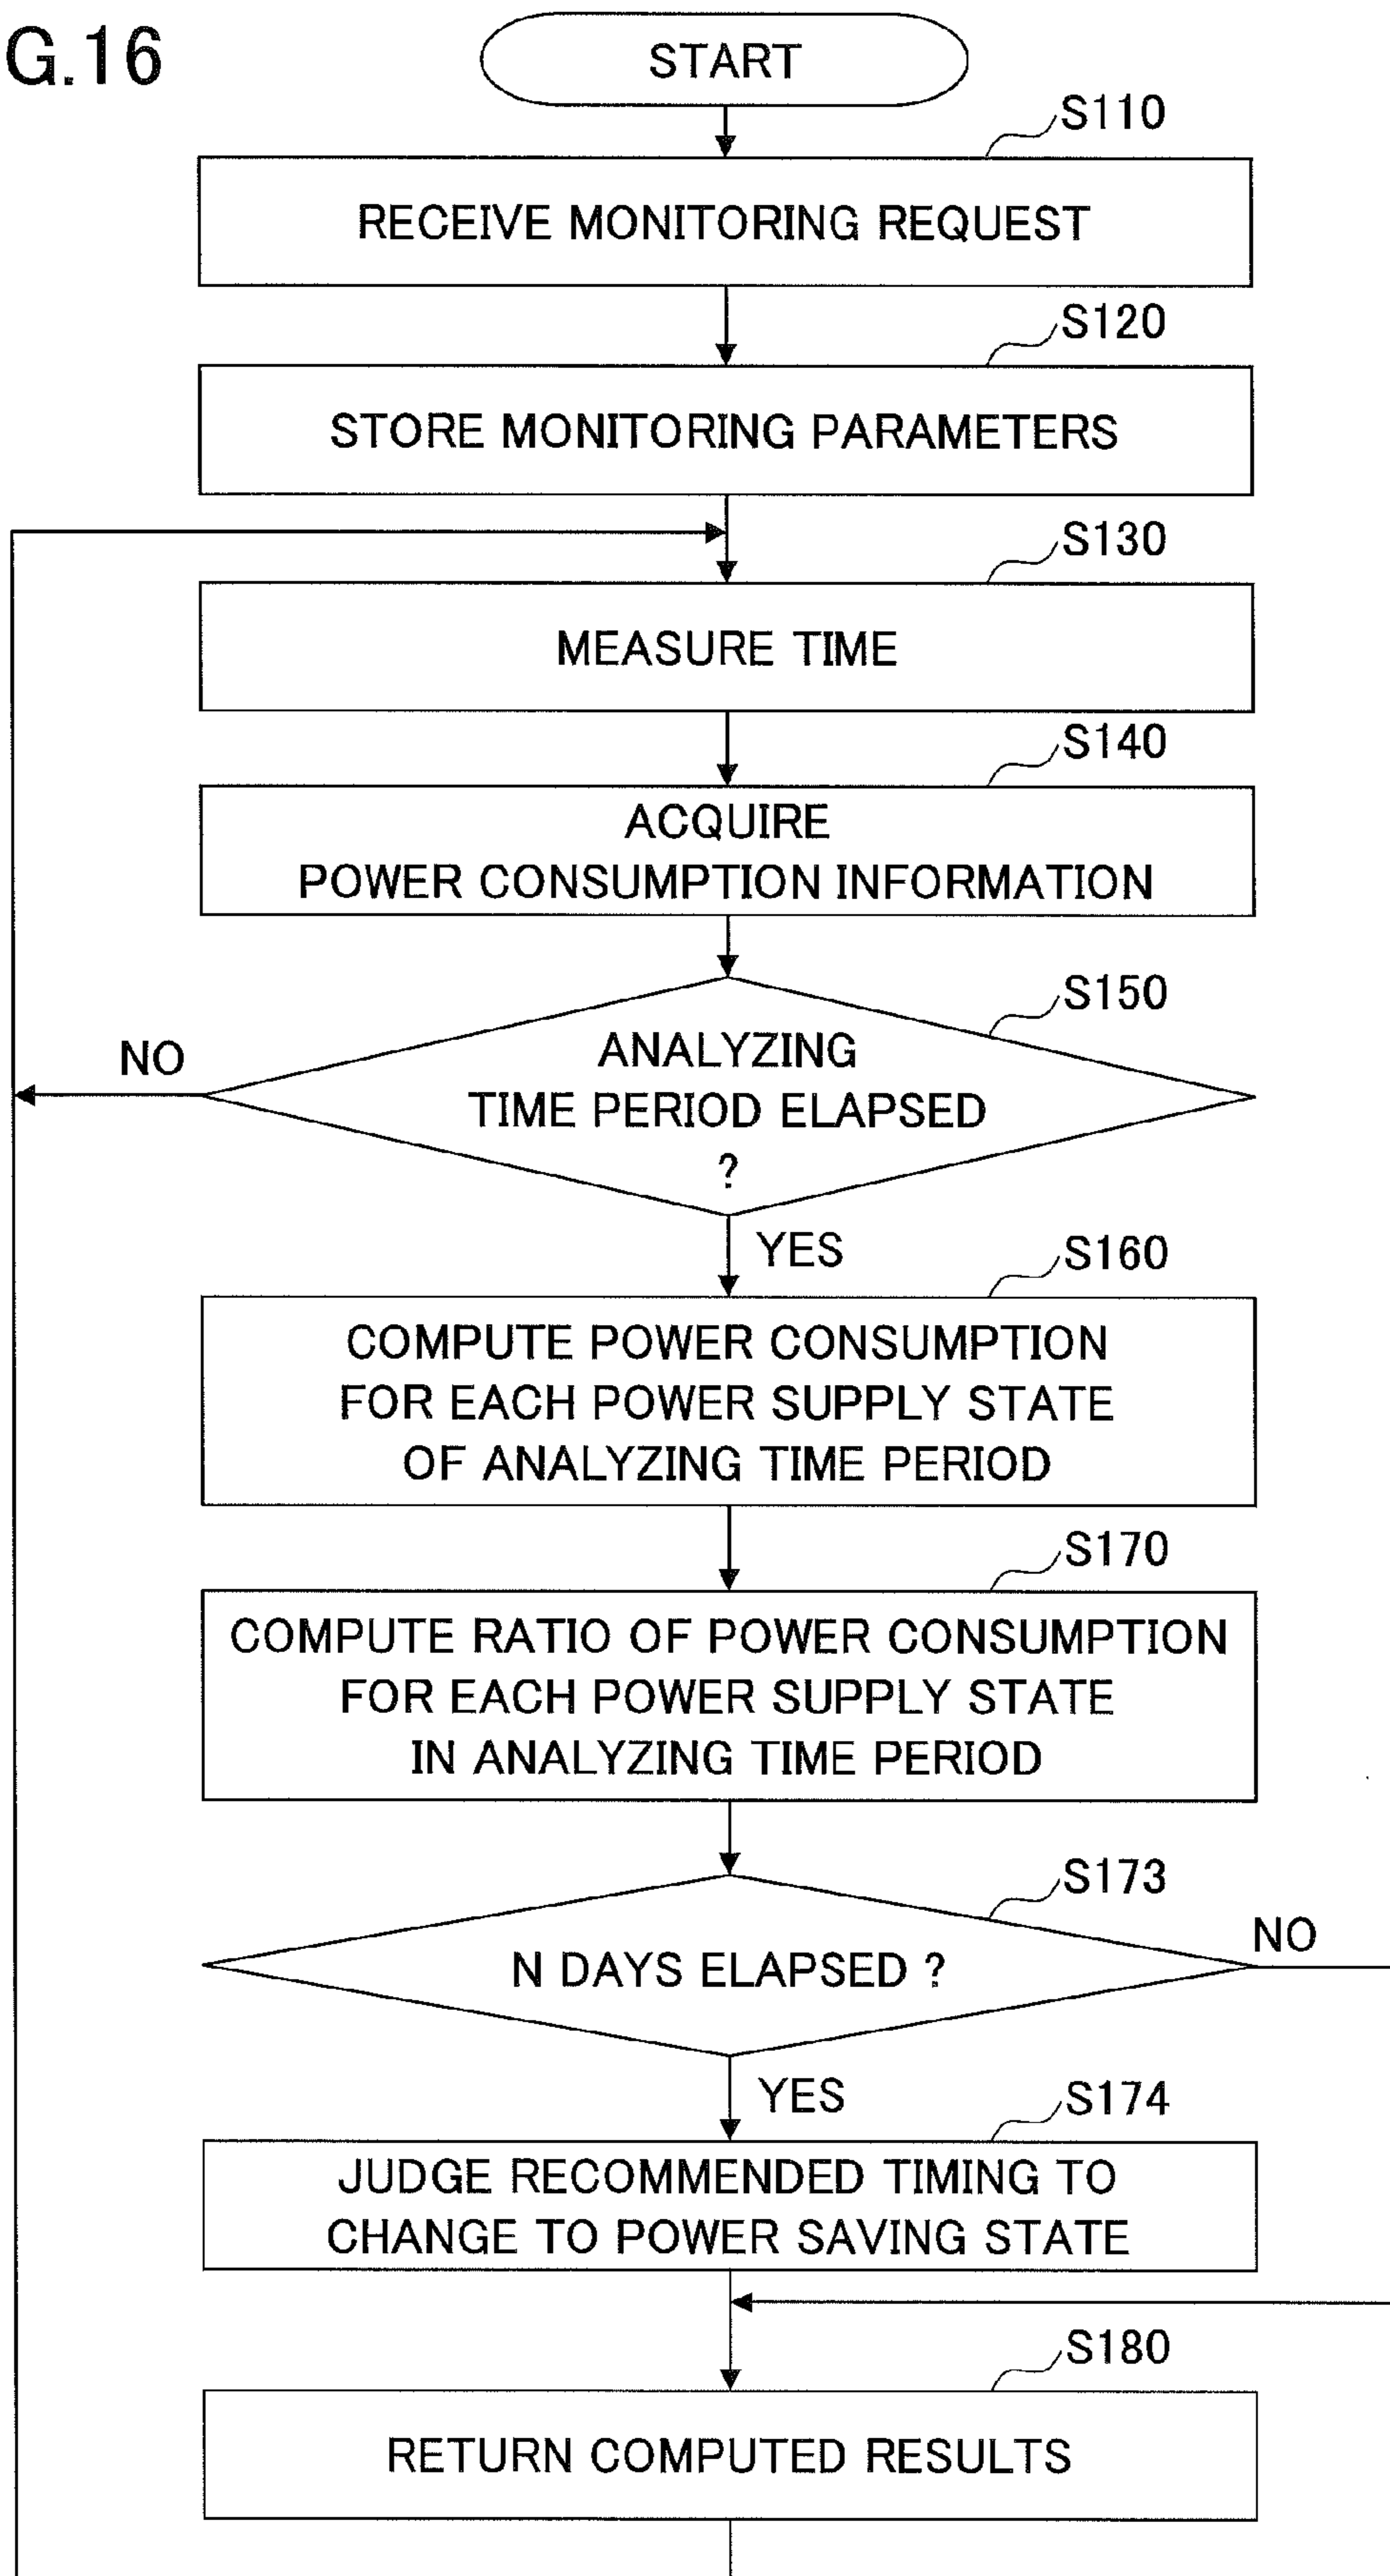 G.16
START
S110
RECEIVE MONITORING REQUEST
S120
STORE MONITORING PARAMETERS
S130
MEASURE TIME
S140
ACQUIRE
POWER CONSUMPTION INFORMATION
S150
NO
ANALYZING
TIME PERIOD ELAPSED
?
YES
S160
COMPUTE POWER CONSUMPTION
FOR EACH POWER SUPPLY STATE
OF ANALYZING TIME PERIOD
S170
COMPUTE RATIO OF POWER CONSUMPTION
FOR EACH POWER SUPPLY STATE
IN ANALYZING TIME PERIOD
S173
NO
N DAYS ELAPSED ?
YES
S174
JUDGE RECOMMENDED TIMING TO
CHANGE TO POWER SAVING STATE
S180
RETURN COMPUTED RESULTS